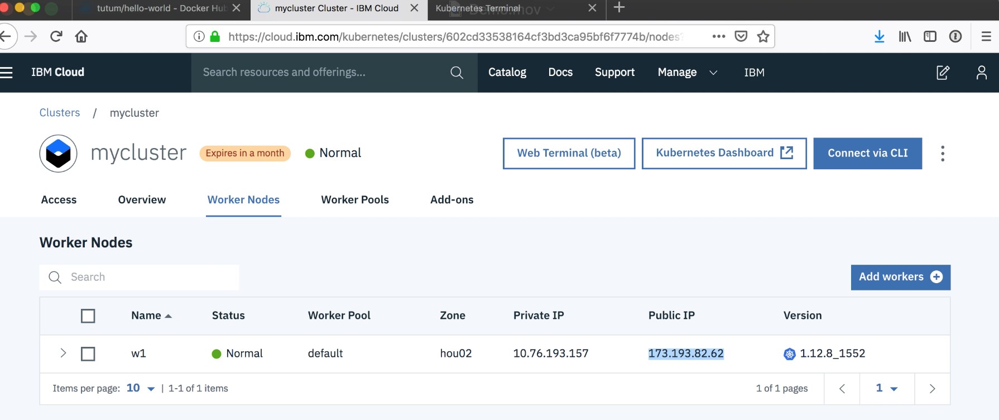 tutum/hello-world - Docker Hub
mycluster Cluster - IBM Cloud
Kubernetes Terminal
Demo.mov
https://cloud.ibm.com/kubernetes/clusters/602cd33538164cf3bd3ca95bf6f7774b/nodes?
IBM Cloud
Search resources and offerings...
Catalog Docs Support Manage IBM
Clusters / mycluster
mycluster Expires in a month Normal Web Terminal (beta) Kubernetes Dashboard Connect via CLI
Access Overview Worker Nodes Worker Pools Add-ons
Worker Nodes
Search Add workers
Name Status Worker Pool Zone Private IP Public IP Version
w1 Normal default hou02 10.76.193.157 173.193.82.62 1.12.8_1552
Items per page: 10 | 1-1 of 1 items 1 of 1 pages 1